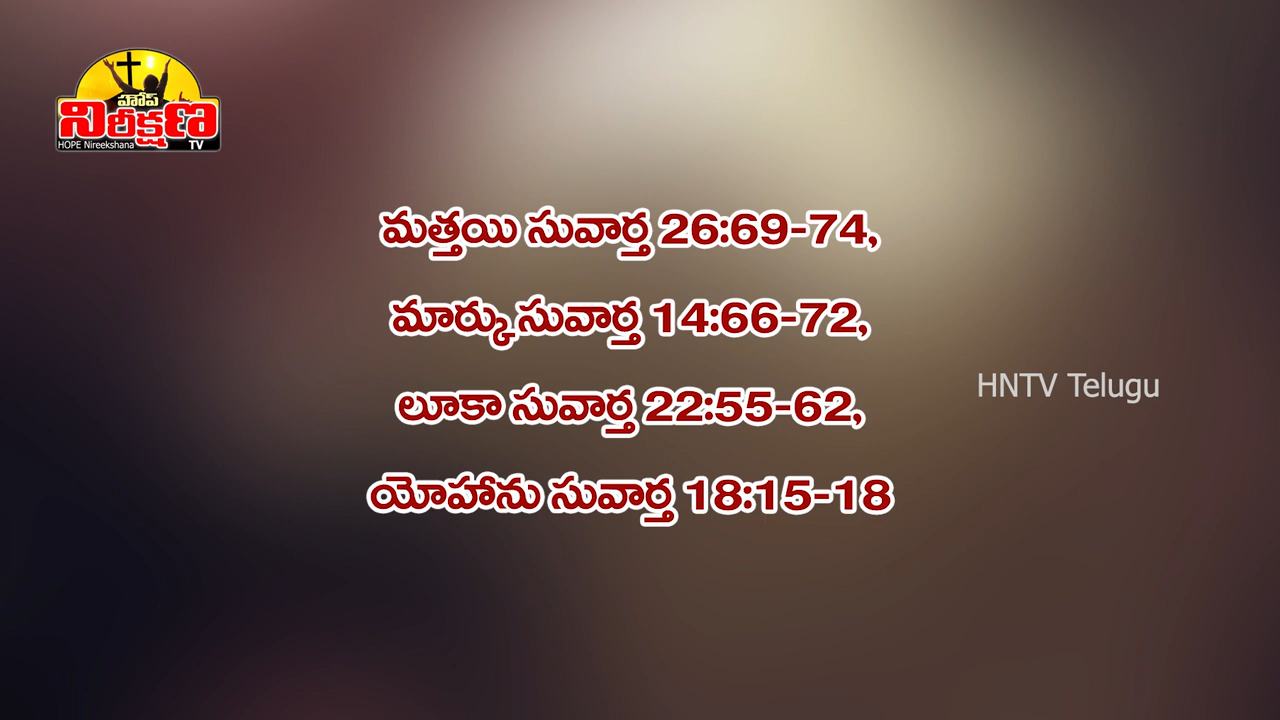 హోప్
నిరీక్షణ
HOPE Nireekshana TV
మత్తయి సువార్త 26:69-74,
మార్కు సువార్త 14:66-72,
లూకా సువార్త 22:55-62,
యోహాను సువార్త 18:15-18
HNTV Telugu